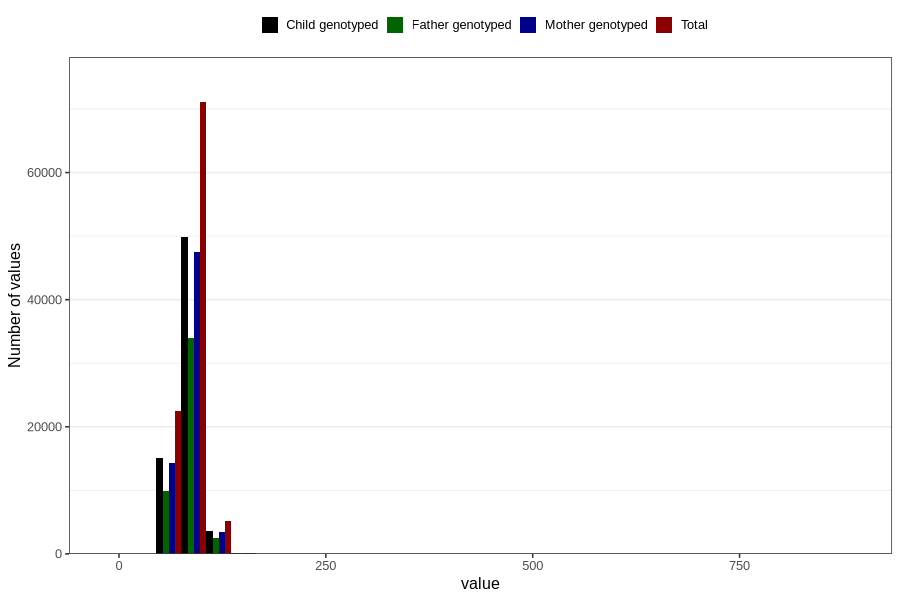 Child genotyped Father genotyped Mother genotyped Total
Number of values
60000
40000
20000
0
0 250 500 750
value